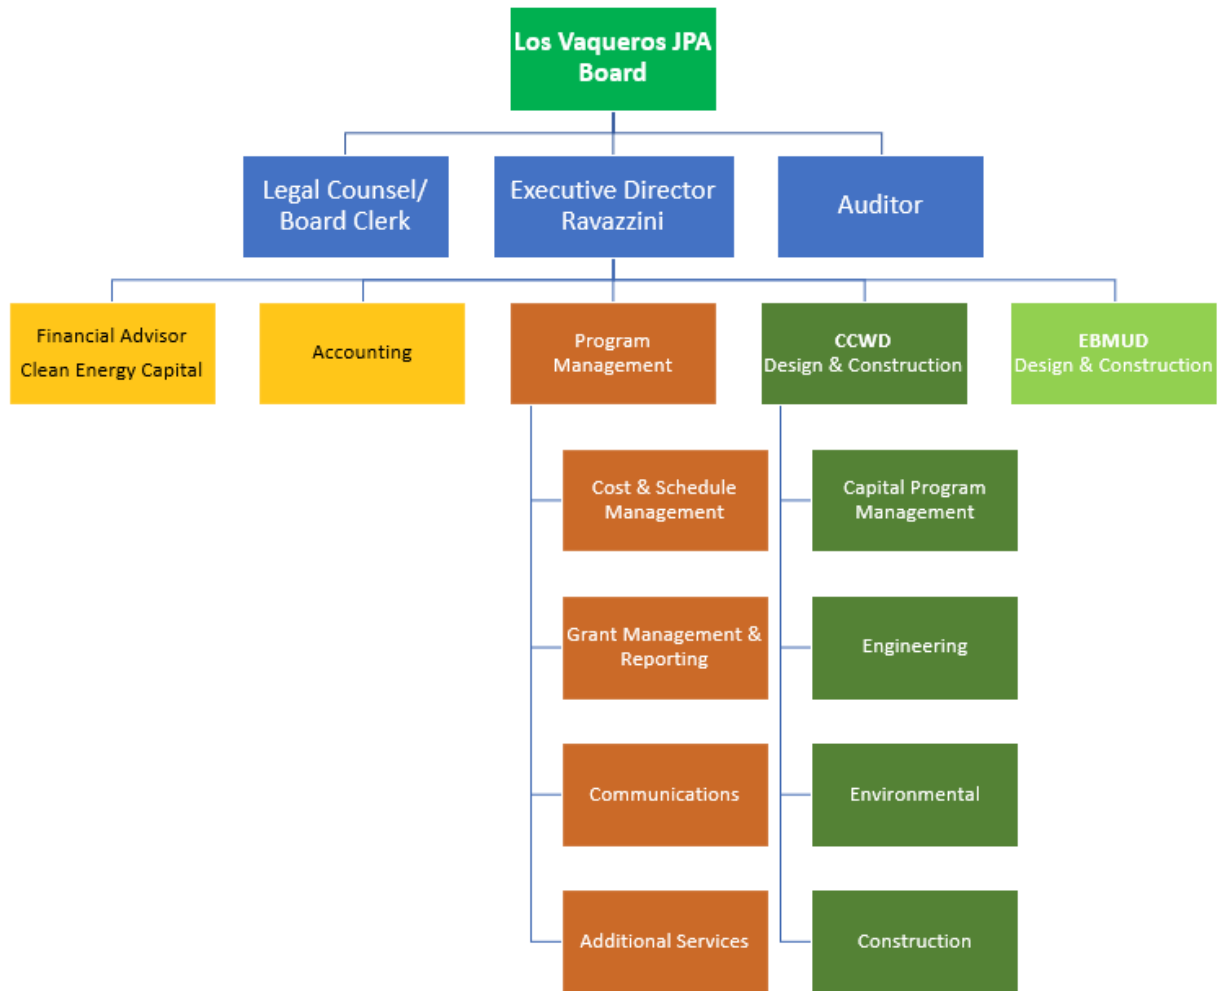 Los Vaqueros JPA
Board
Legal Counsel/
Board Clerk
Executive Director
Ravazzini
Auditor
Financial Advisor
Clean Energy Capital
Accounting
Program
Management
CCWD
Design & Construction
EBMUD
Design & Construction
Cost & Schedule
Management
Capital Program
Management
Grant Management &
Reporting
Engineering
Communications
Environmental
Additional Services
Construction